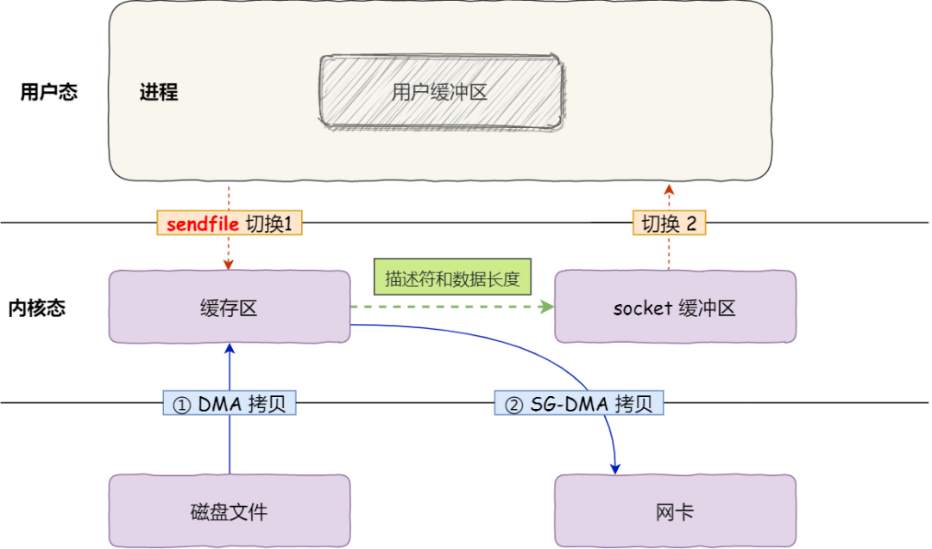 用户态
进程
用户缓冲区
sendfile 切换1
切换 2
内核态
缓存区
描述符和数据长度
socket 缓冲区
① DMA 拷贝
② SG-DMA 拷贝
磁盘文件
网卡